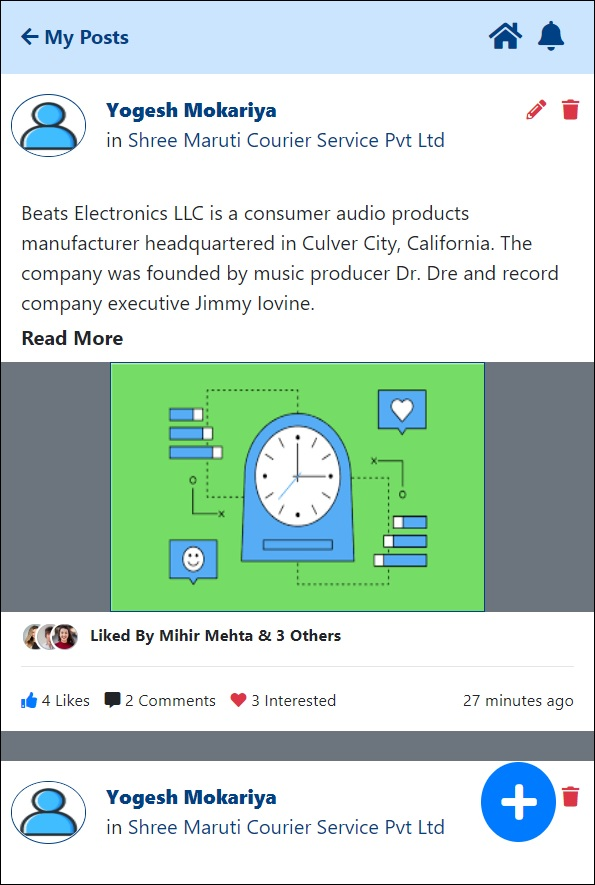 My Posts
Yogesh Mokariya
in Shree Maruti Courier Service Pvt Ltd
Beats Electronics LLC is a consumer audio products
manufacturer headquartered in Culver City, California. The
company was founded by music producer Dr. Dre and record
company executive Jimmy Iovine.
Read More
Liked By Mihir Mehta & 3 Others
4 Likes 2 Comments 3 Interested 27 minutes ago
Yogesh Mokariya
in Shree Maruti Courier Service Pvt Ltd